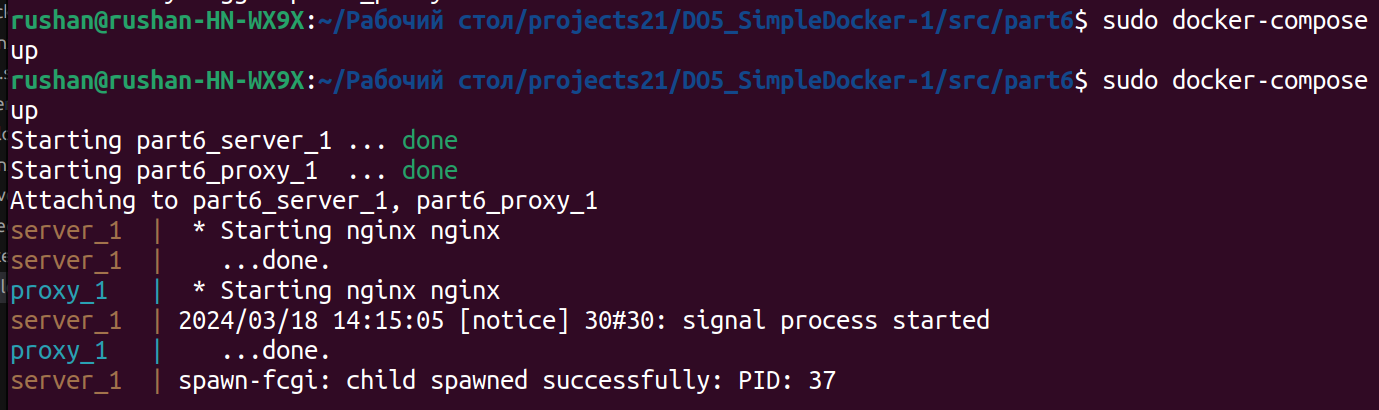 rushan@rushan-HN-WX9X:~/Рабочий стол/projects21/DO5_SimpleDocker-1/src/part6$ sudo docker-compose
up
rushan@rushan-HN-WX9X:~/Рабочий стол/projects21/DO5_SimpleDocker-1/src/part6$ sudo docker-compose
up
Starting part6_server_1 ... done
Starting part6_proxy_1  ... done
Attaching to part6_server_1, part6_proxy_1
server_1  |  * Starting nginx nginx
server_1  |    ...done.
proxy_1   |  * Starting nginx nginx
server_1  | 2024/03/18 14:15:05 [notice] 30#30: signal process started
proxy_1   |    ...done.
server_1  | spawn-fcgi: child spawned successfully: PID: 37